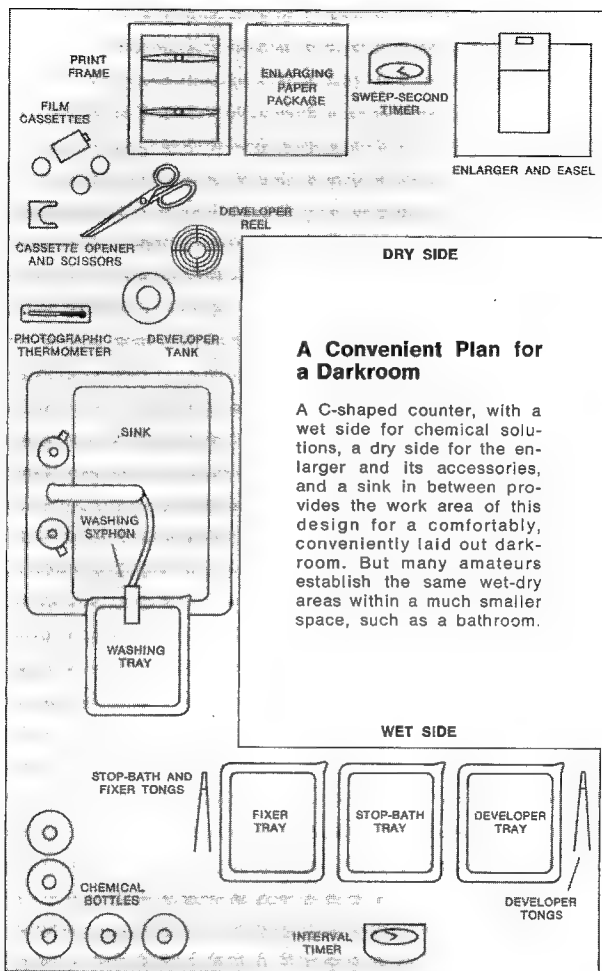 PRINT
FRAME
ENLARGING
PAPER
PACKAGE
SWEEP-SECOND
TIMER
ENLARGER AND EASEL
FILM
CASSETTES
DEVELOPER
REEL
CASSETTE OPENER
AND SCISSORS
DRY SIDE
PHOTOGRAPHIC
THERMOMETER
DEVELOPER
TANK
A Convenient Plan for
a Darkroom
A C-shaped counter, with a
wet side for chemical solu-
tions, a dry side for the en-
larger and its accessories,
and a sink in between pro-
vides the work area of this
design for a comfortably,
conveniently laid out dark-
room. But many amateurs
establish the same wet-dry
areas within a much smaller
space, such as a bathroom.
SINK
WASHING
SYPHON
WASHING
TRAY
WET SIDE
STOP-BATH AND
FIXER TONGS
FIXER
TRAY
STOP-BATH
TRAY
DEVELOPER
TRAY
CHEMICAL
BOTTLES
DEVELOPER
TONGS
INTERVAL
TIMER